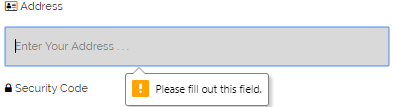 Address
Enter Your Address . . .
Security Code
Please fill out this field.